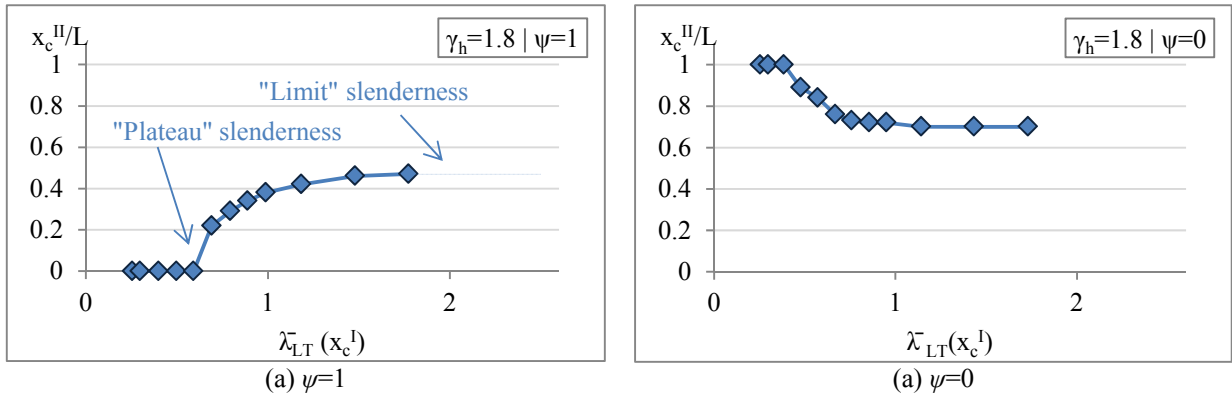 x_c^II/L
γ_h=1.8 | ψ=1
1
0.8
0.6
0.4
0.2
0
"Limit" slenderness
"Plateau" slenderness
0
1
2
λ̄_LT (x_c^I)
(a) ψ=1
x_c^II/L
γ_h=1.8 | ψ=0
1
0.8
0.6
0.4
0.2
0
0
1
2
λ̄_LT(x_c^I)
(a) ψ=0